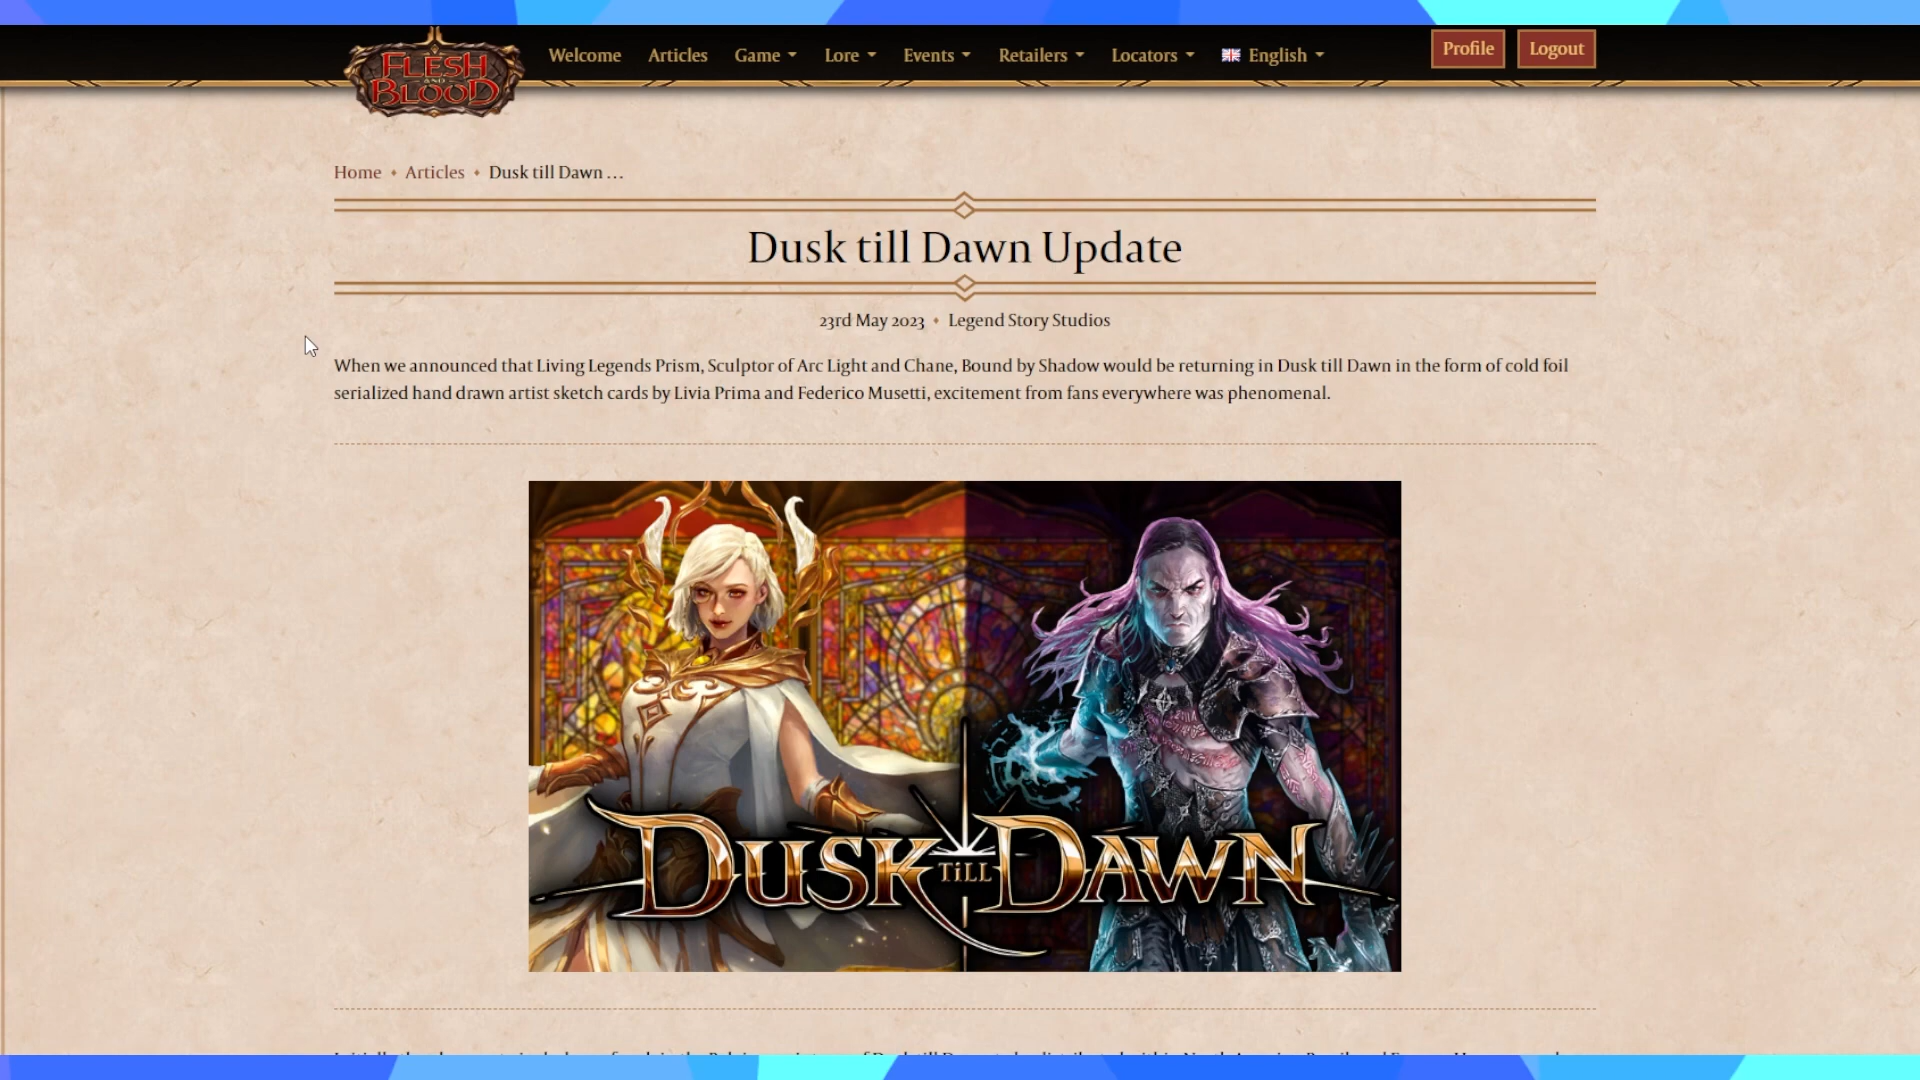 FLESH AND BLOOD
Welcome Articles Game Lore Events Retailers Locators English Profile Logout
Home ♦ Articles ♦ Dusk till Dawn …
Dusk till Dawn Update
23rd May 2023 ♦ Legend Story Studios
When we announced that Living Legends Prism, Sculptor of Arc Light and Chane, Bound by Shadow would be returning in Dusk till Dawn in the form of cold foil
serialized hand drawn artist sketch cards by Livia Prima and Federico Musetti, excitement from fans everywhere was phenomenal.
DUSK TiLL DAWN